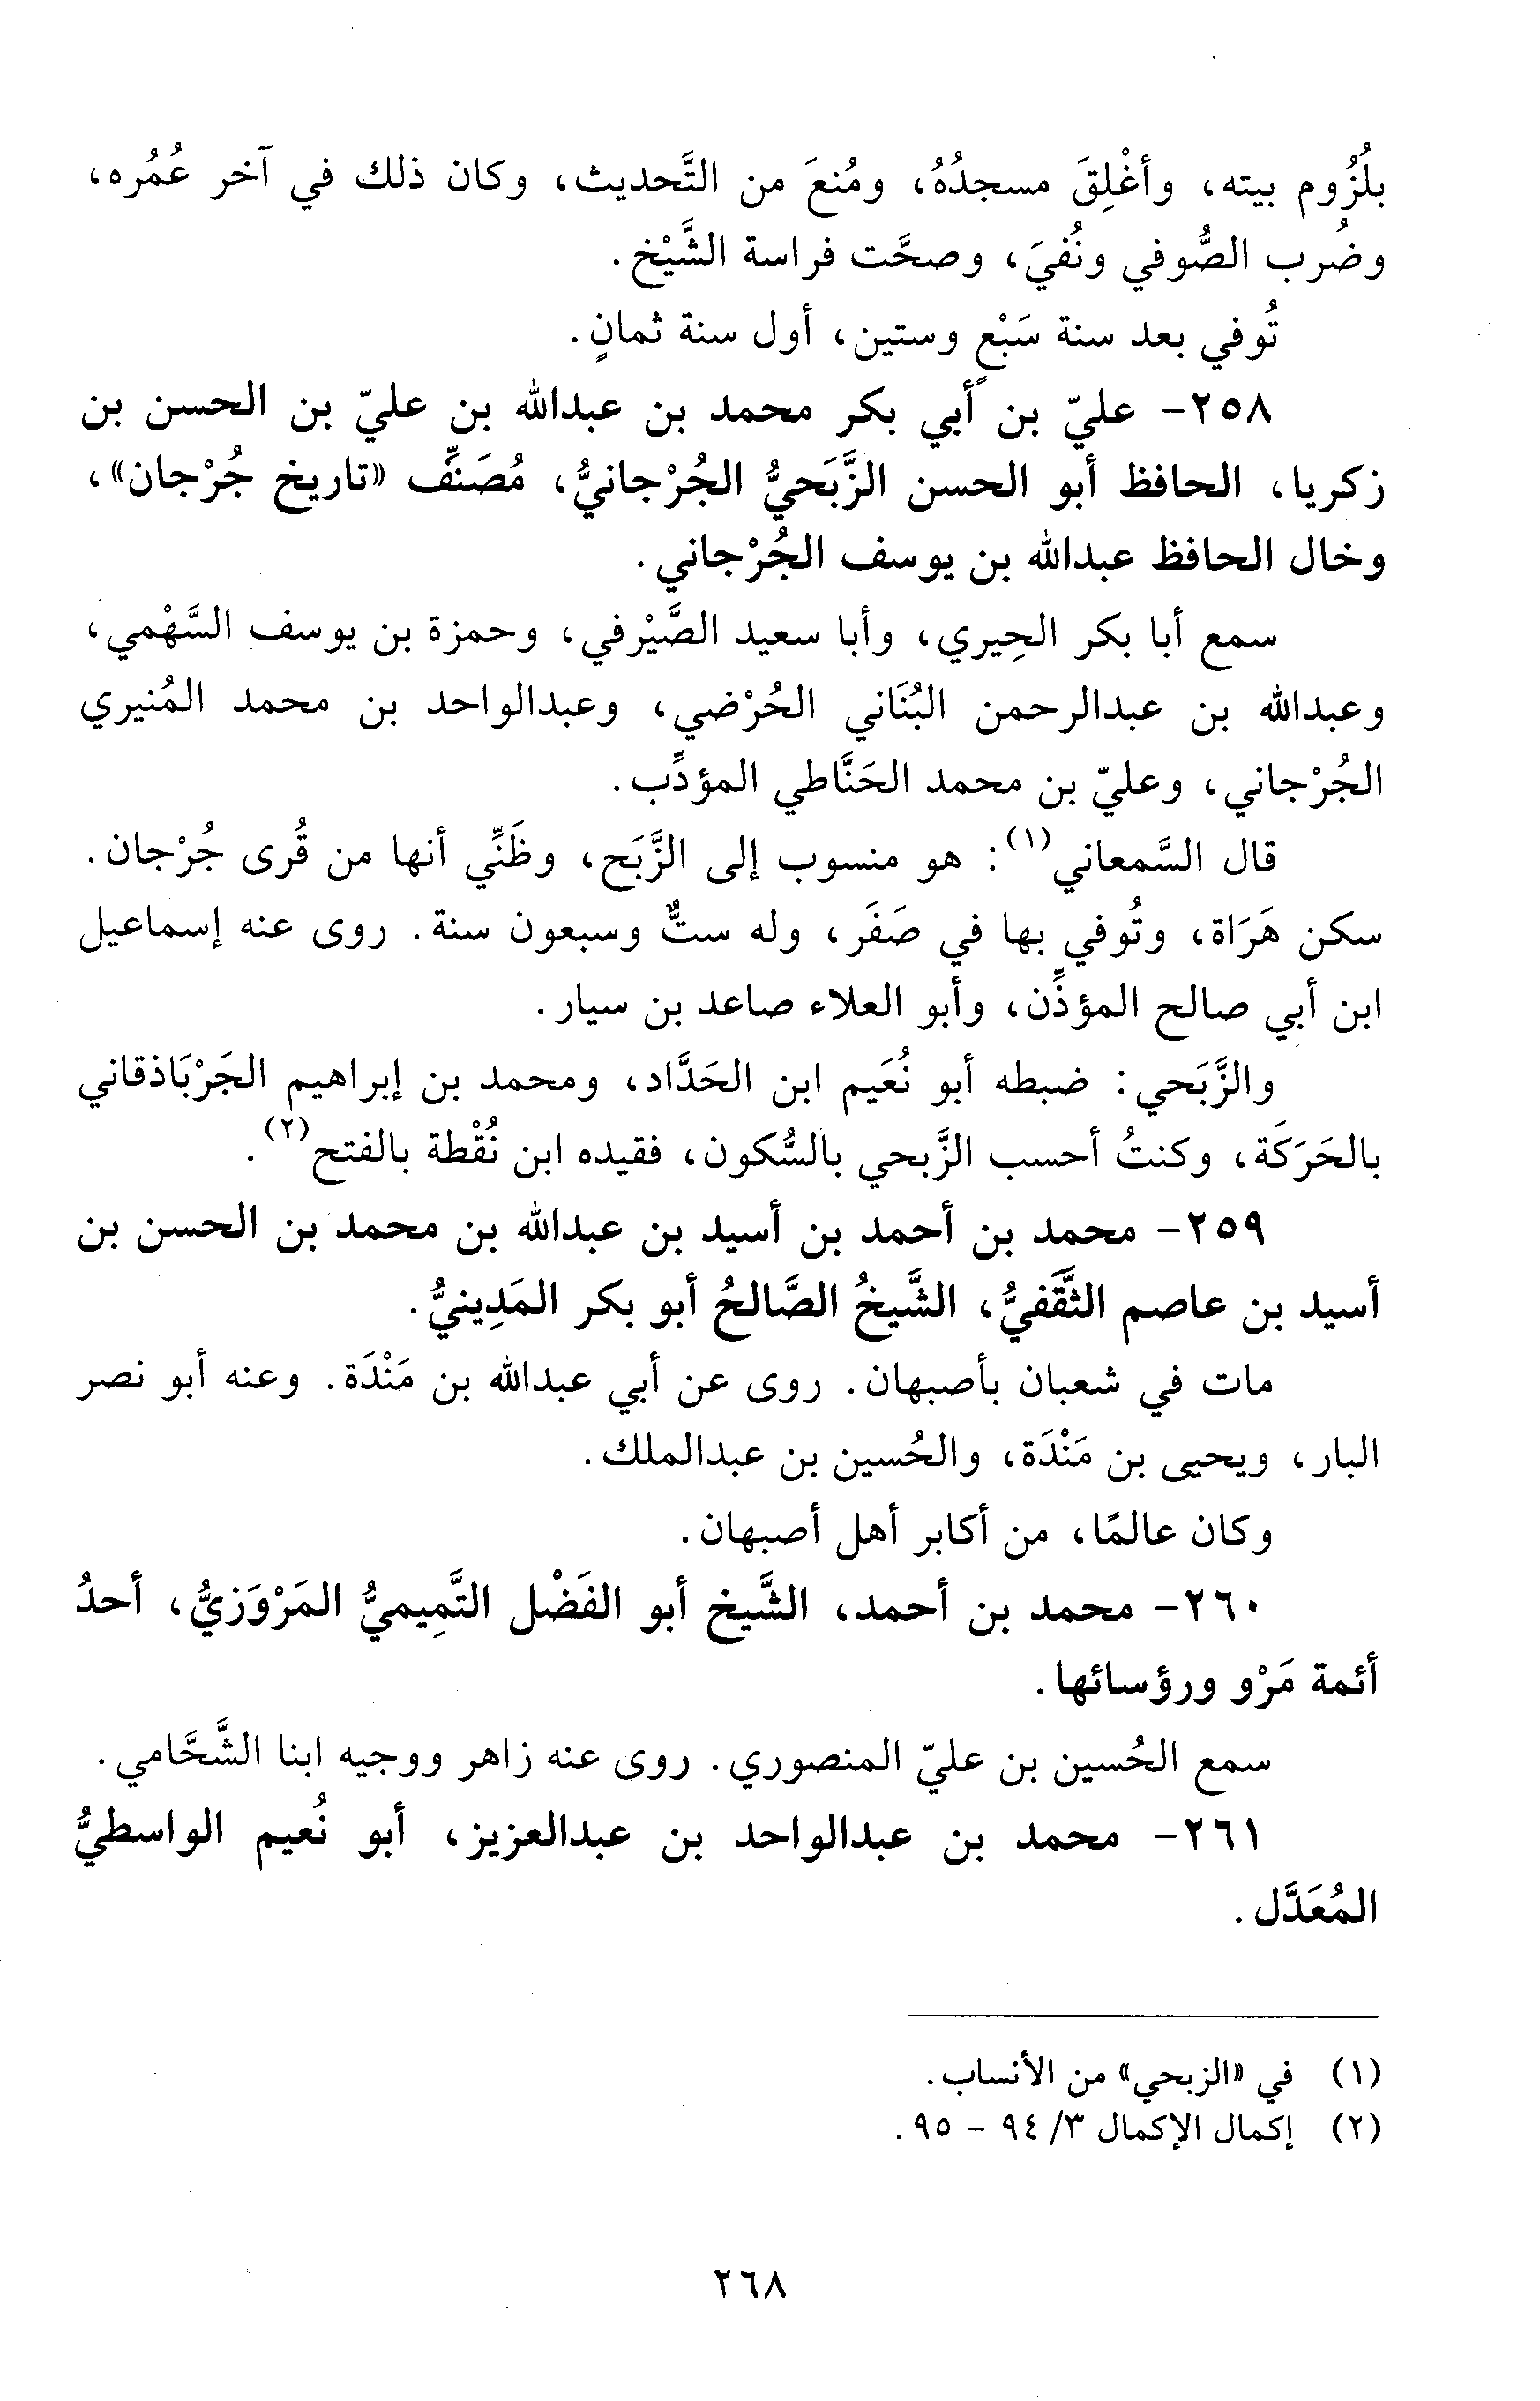 بلُزُوم بيته، وأغْلِقَ مسجدُهُ، ومُنعَ من التَّحديث، وكان ذلك في آخر عُمُره،
وضُرب الصُّوفي ونُفيَ، وصحَّت فراسة الشَّيْخ.
تُوفي بعد سنة سَبْعٍ وستين، أول سنة ثمانٍ.
٢٥٨- عليّ بن أبي بكر محمد بن عبدالله بن عليّ بن الحسن بن
زكريا، الحافظ أبو الحسن الزَّبَحيُّ الجُرْجانيُّ، مُصَنِّف «تاريخ جُرْجان»،
وخال الحافظ عبدالله بن يوسف الجُرْجاني.
سمع أبا بكر الحِيري، وأبا سعيد الصَّيْرفي، وحمزة بن يوسف السَّهْمي،
وعبدالله بن عبدالرحمن البُنَاني الحُرْضي، وعبدالواحد بن محمد المُنيري
الجُرْجاني، وعليّ بن محمد الحَنَّاطي المؤدِّب.
قال السَّمعاني(١): هو منسوب إلى الزَّبَح، وظَنِّي أنها من قُرى جُرْجان.
سكن هَرَاة، وتُوفي بها في صَفَر، وله ستٌّ وسبعون سنة. روى عنه إسماعيل
ابن أبي صالح المؤذِّن، وأبو العلاء صاعد بن سيار.
والزَّبَحي: ضبطه أبو نُعَيم ابن الحَدَّاد، ومحمد بن إبراهيم الجَرْبَاذقاني
بالحَرَكَة، وكنتُ أحسب الزَّبحي بالسُّكون، فقيده ابن نُقْطة بالفتح(٢).
٢٥٩- محمد بن أحمد بن أسيد بن عبدالله بن محمد بن الحسن بن
أسيد بن عاصم الثَّقَفيُّ، الشَّيخُ الصَّالحُ أبو بكر المَدِينيُّ.
مات في شعبان بأصبهان. روى عن أبي عبدالله بن مَنْدَة. وعنه أبو نصر
البار، ويحيى بن مَنْدَة، والحُسين بن عبدالملك.
وكان عالمًا، من أكابر أهل أصبهان.
٢٦٠- محمد بن أحمد، الشَّيخ أبو الفَضْل التَّمِيميُّ المَرْوَزيُّ، أحدُ
أئمة مَرْو ورؤسائها.
سمع الحُسين بن عليّ المنصوري. روى عنه زاهر ووجيه ابنا الشَّحَّامي.
٢٦١- محمد بن عبدالواحد بن عبدالعزيز، أبو نُعيم الواسطيُّ
المُعَدَّل.
(١) في «الزبحي» من الأنساب.
(٢) إكمال الإكمال ٣/ ٩٤ - ٩٥.
٢٦٨